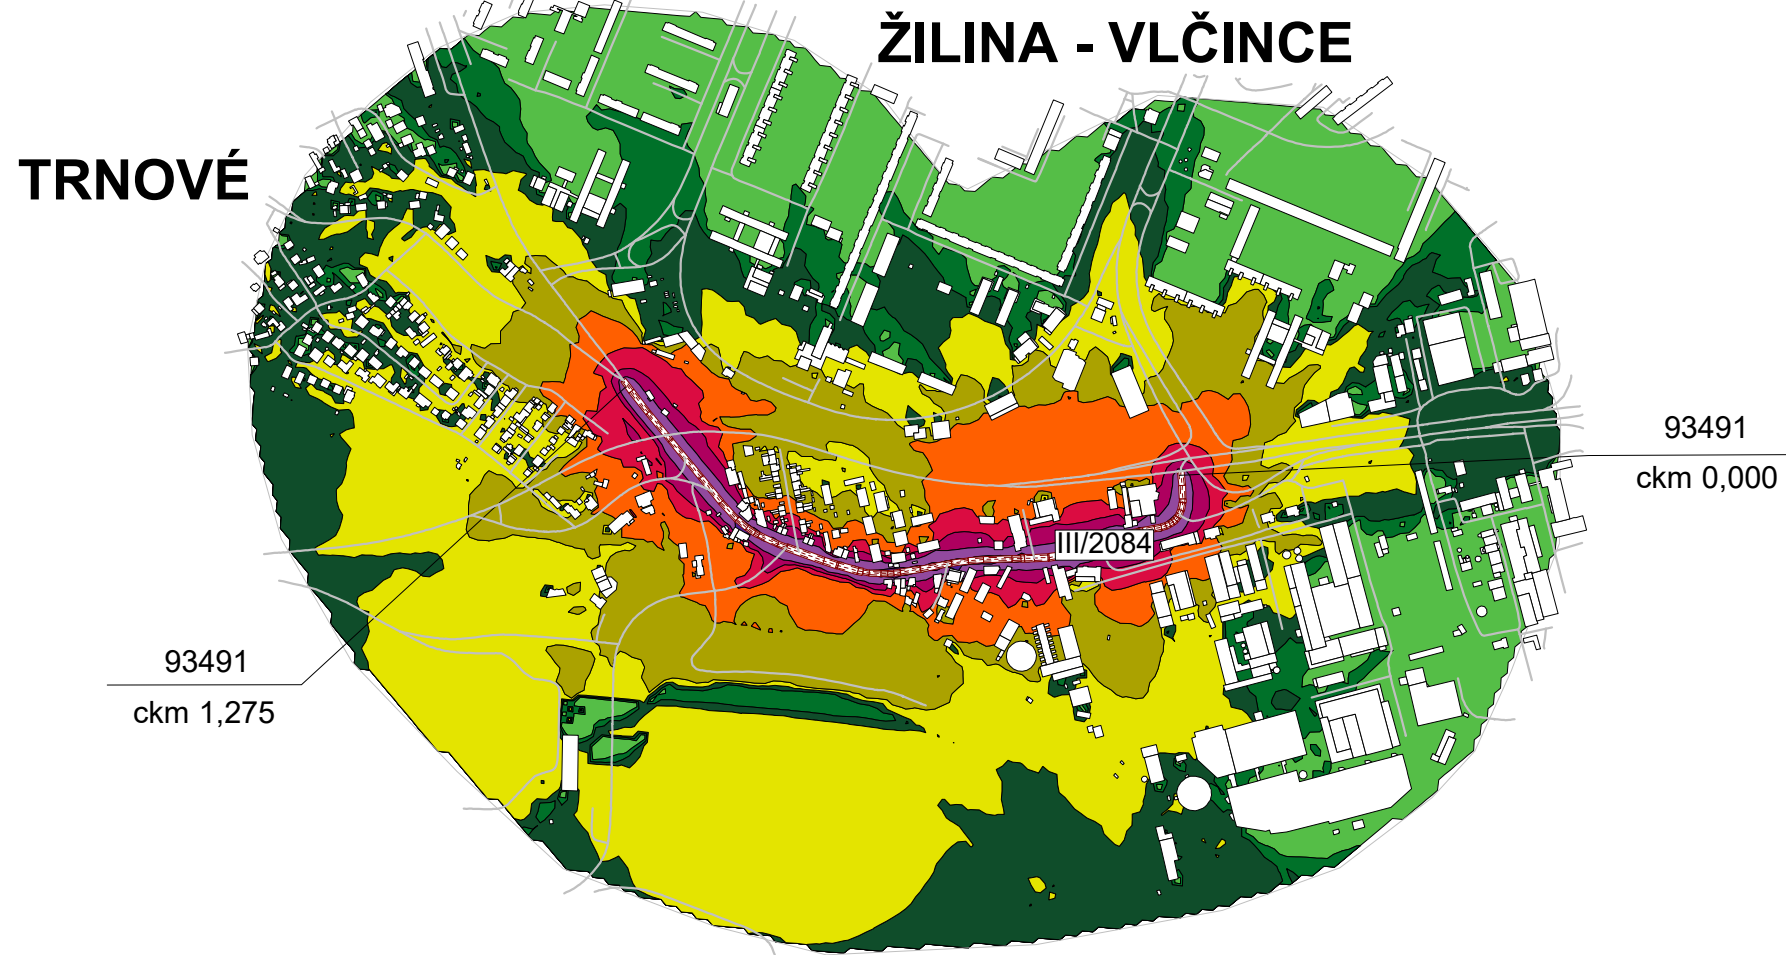 ŽILINA - VLČINCE
TRNOVÉ
93491
ckm 0,000
III/2084
93491
ckm 1,275